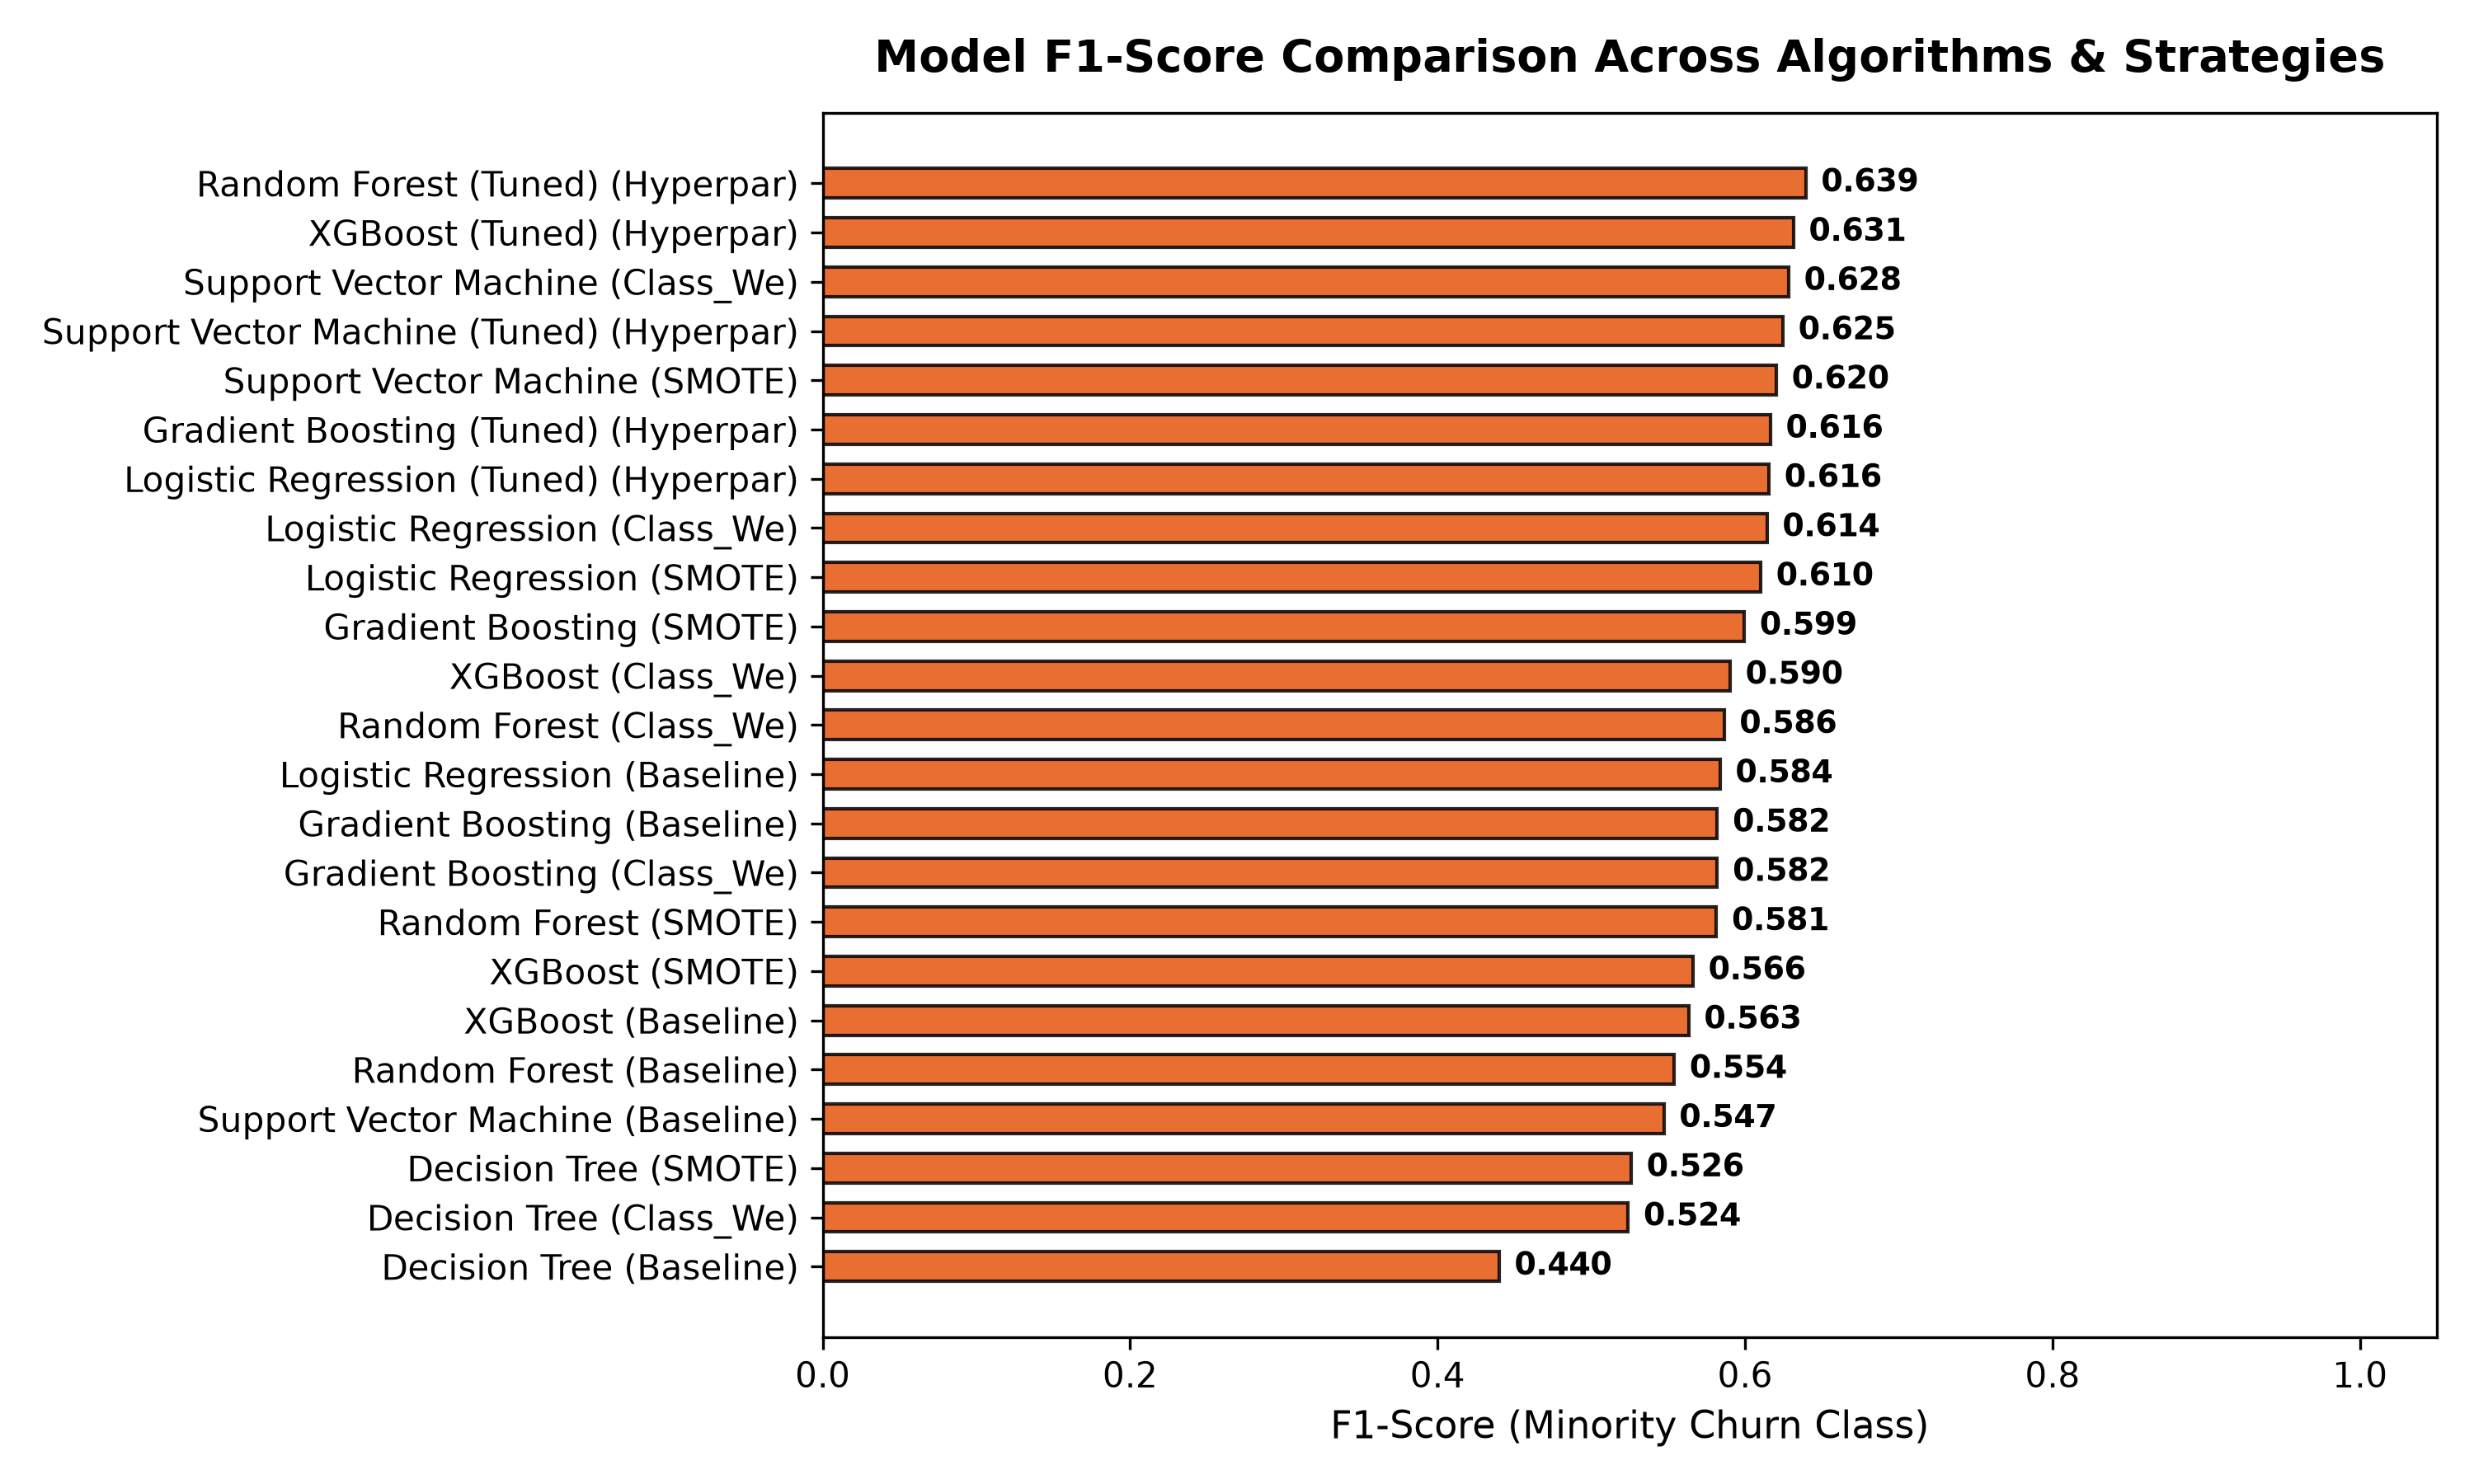 Model F1-Score Comparison Across Algorithms & Strategies
Random Forest (Tuned) (Hyperpar) 0.639
XGBoost (Tuned) (Hyperpar) 0.631
Support Vector Machine (Class_We) 0.628
Support Vector Machine (Tuned) (Hyperpar) 0.625
Support Vector Machine (SMOTE) 0.620
Gradient Boosting (Tuned) (Hyperpar) 0.616
Logistic Regression (Tuned) (Hyperpar) 0.616
Logistic Regression (Class_We) 0.614
Logistic Regression (SMOTE) 0.610
Gradient Boosting (SMOTE) 0.599
XGBoost (Class_We) 0.590
Random Forest (Class_We) 0.586
Logistic Regression (Baseline) 0.584
Gradient Boosting (Baseline) 0.582
Gradient Boosting (Class_We) 0.582
Random Forest (SMOTE) 0.581
XGBoost (SMOTE) 0.566
XGBoost (Baseline) 0.563
Random Forest (Baseline) 0.554
Support Vector Machine (Baseline) 0.547
Decision Tree (SMOTE) 0.526
Decision Tree (Class_We) 0.524
Decision Tree (Baseline) 0.440
0.0 0.2 0.4 0.6 0.8 1.0
F1-Score (Minority Churn Class)